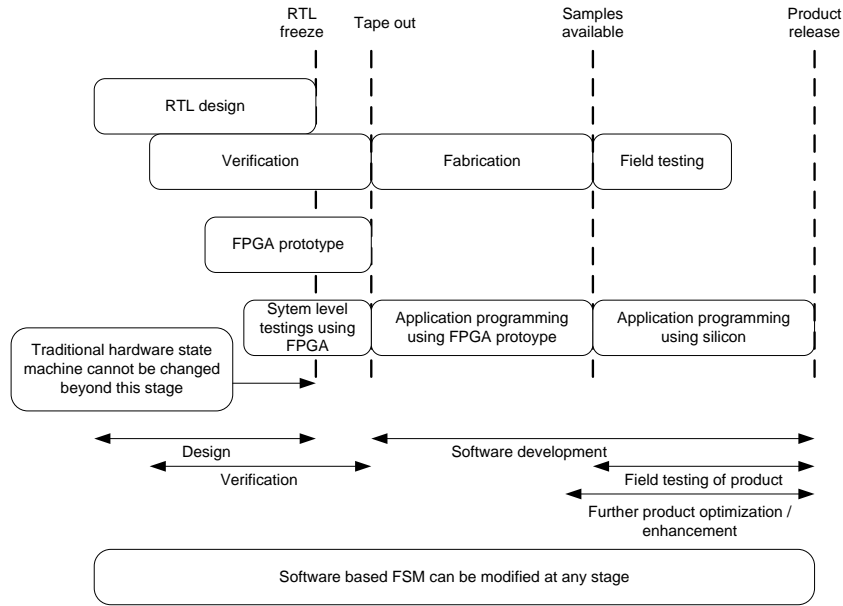 RTL
freeze
Tape out
Samples
available
Product
release
RTL design
Verification
Fabrication
Field testing
FPGA prototype
Sytem level
testings using
FPGA
Application programming
using FPGA protoype
Application programming
using silicon
Traditional hardware state
machine cannot be changed
beyond this stage
Design
Software development
Verification
Field testing of product
Further product optimization /
enhancement
Software based FSM can be modified at any stage